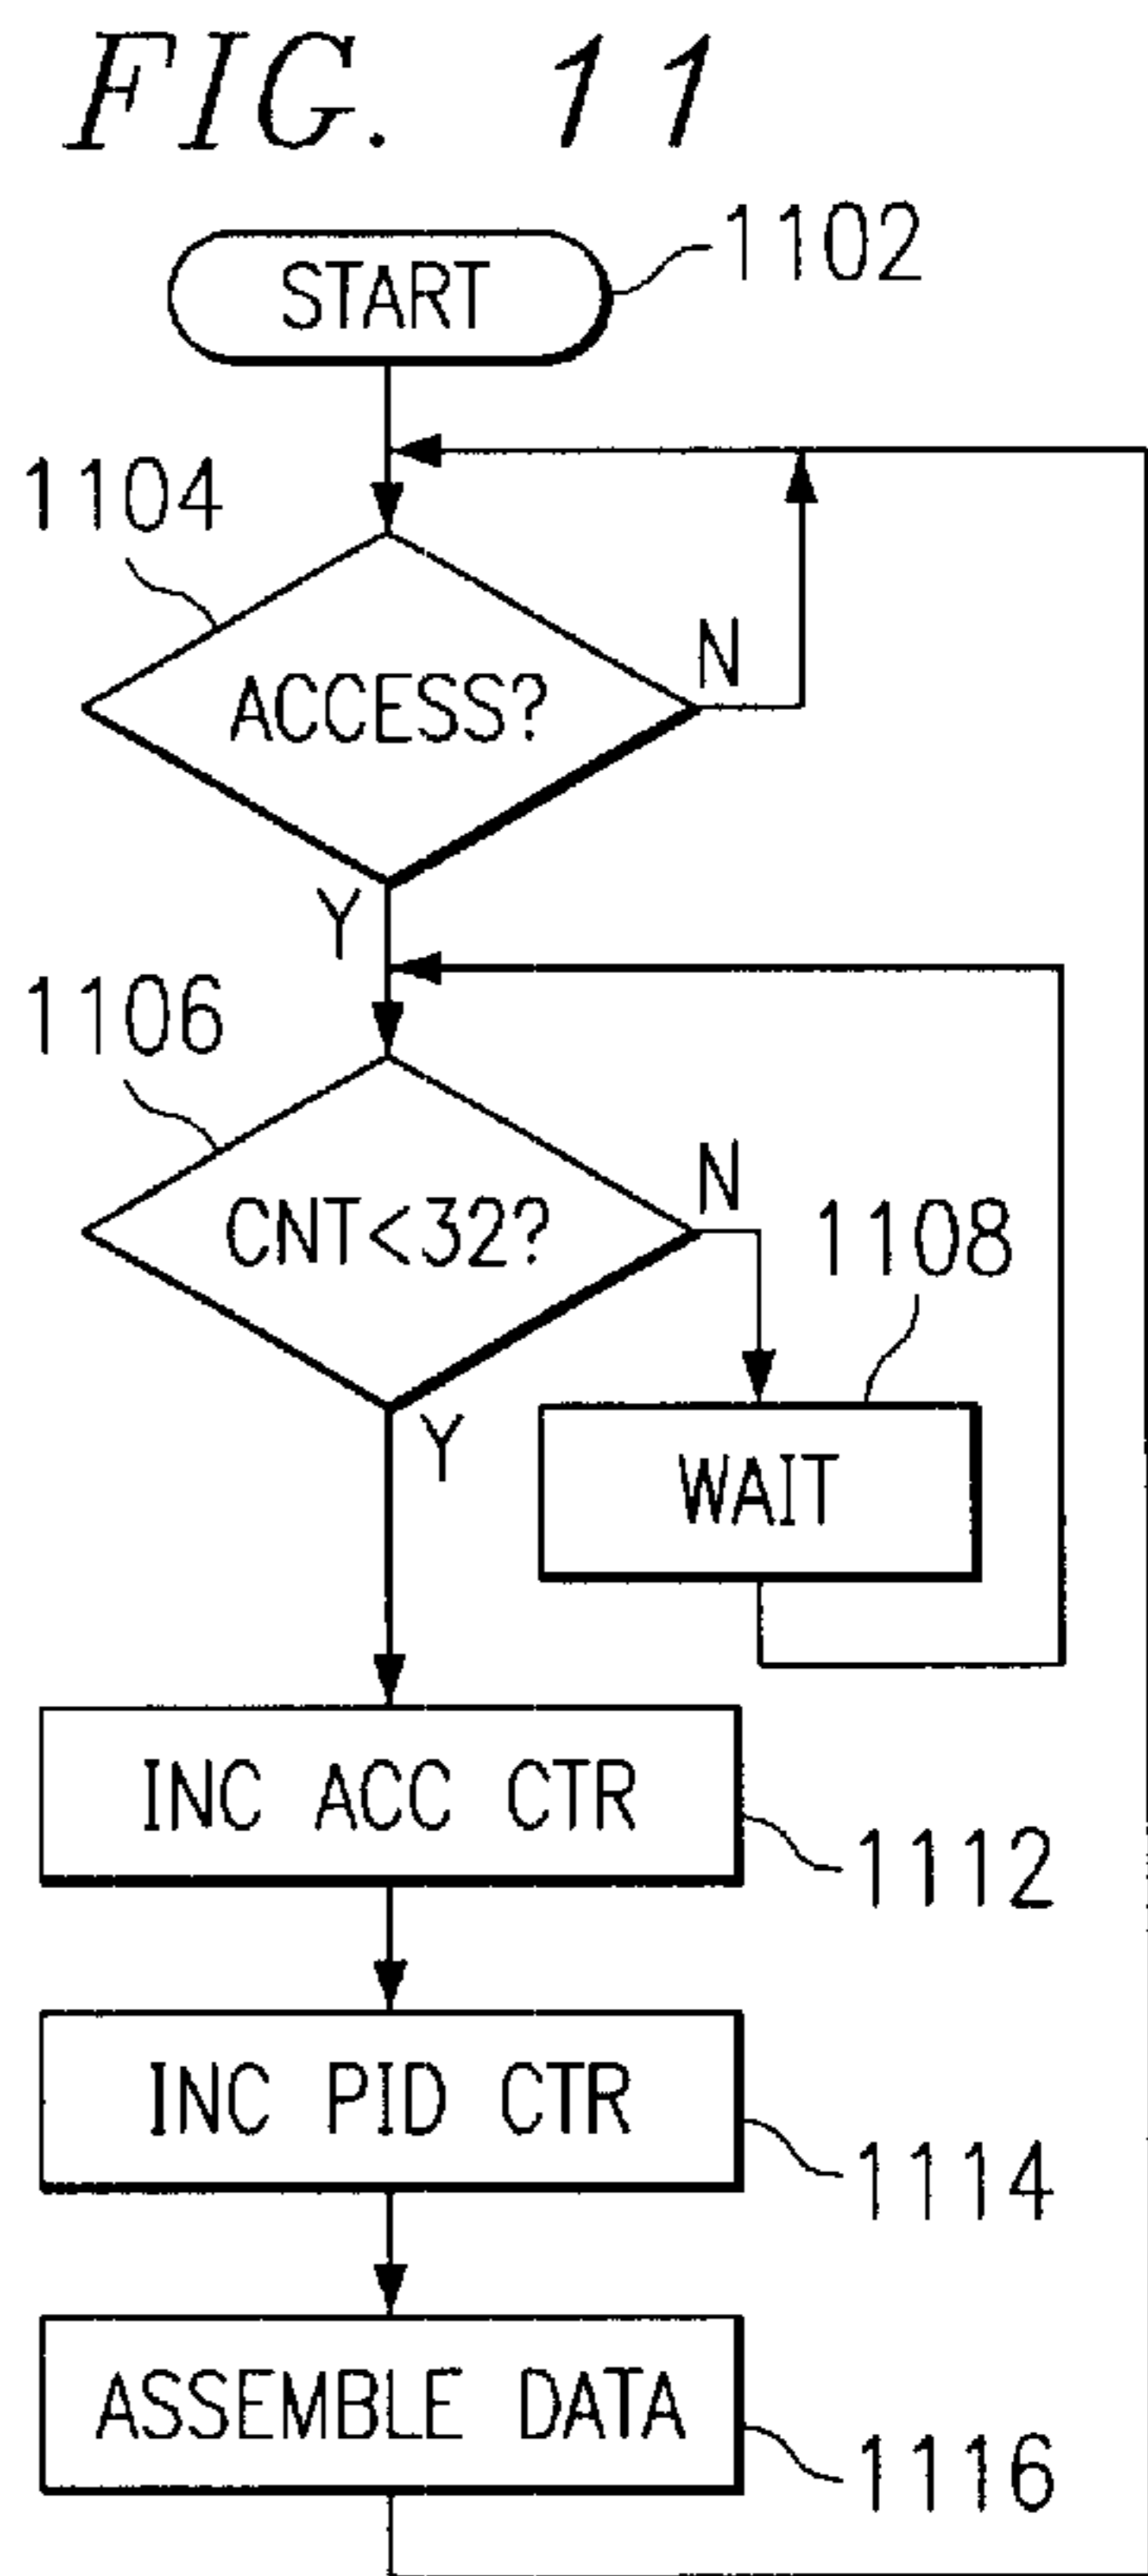 FIG. 11
START
1102
1104
ACCESS?
N
Y
1106
CNT<32?
N
1108
Y
WAIT
INC ACC CTR
1112
INC PID CTR
1114
ASSEMBLE DATA
1116